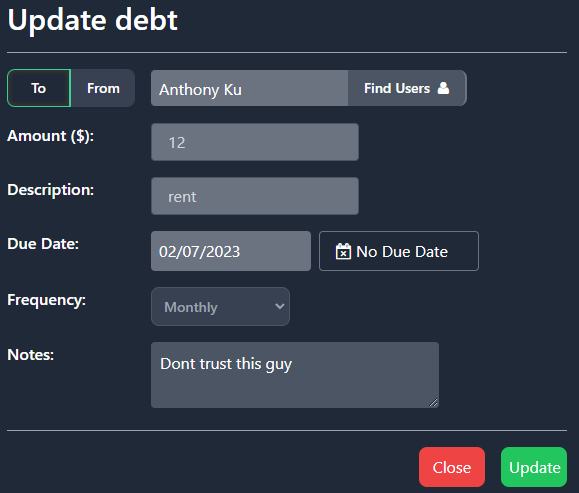 Update debt
To From Anthony Ku Find Users
Amount ($): 12
Description: rent
Due Date: 02/07/2023 No Due Date
Frequency: Monthly
Notes: Dont trust this guy
Close Update